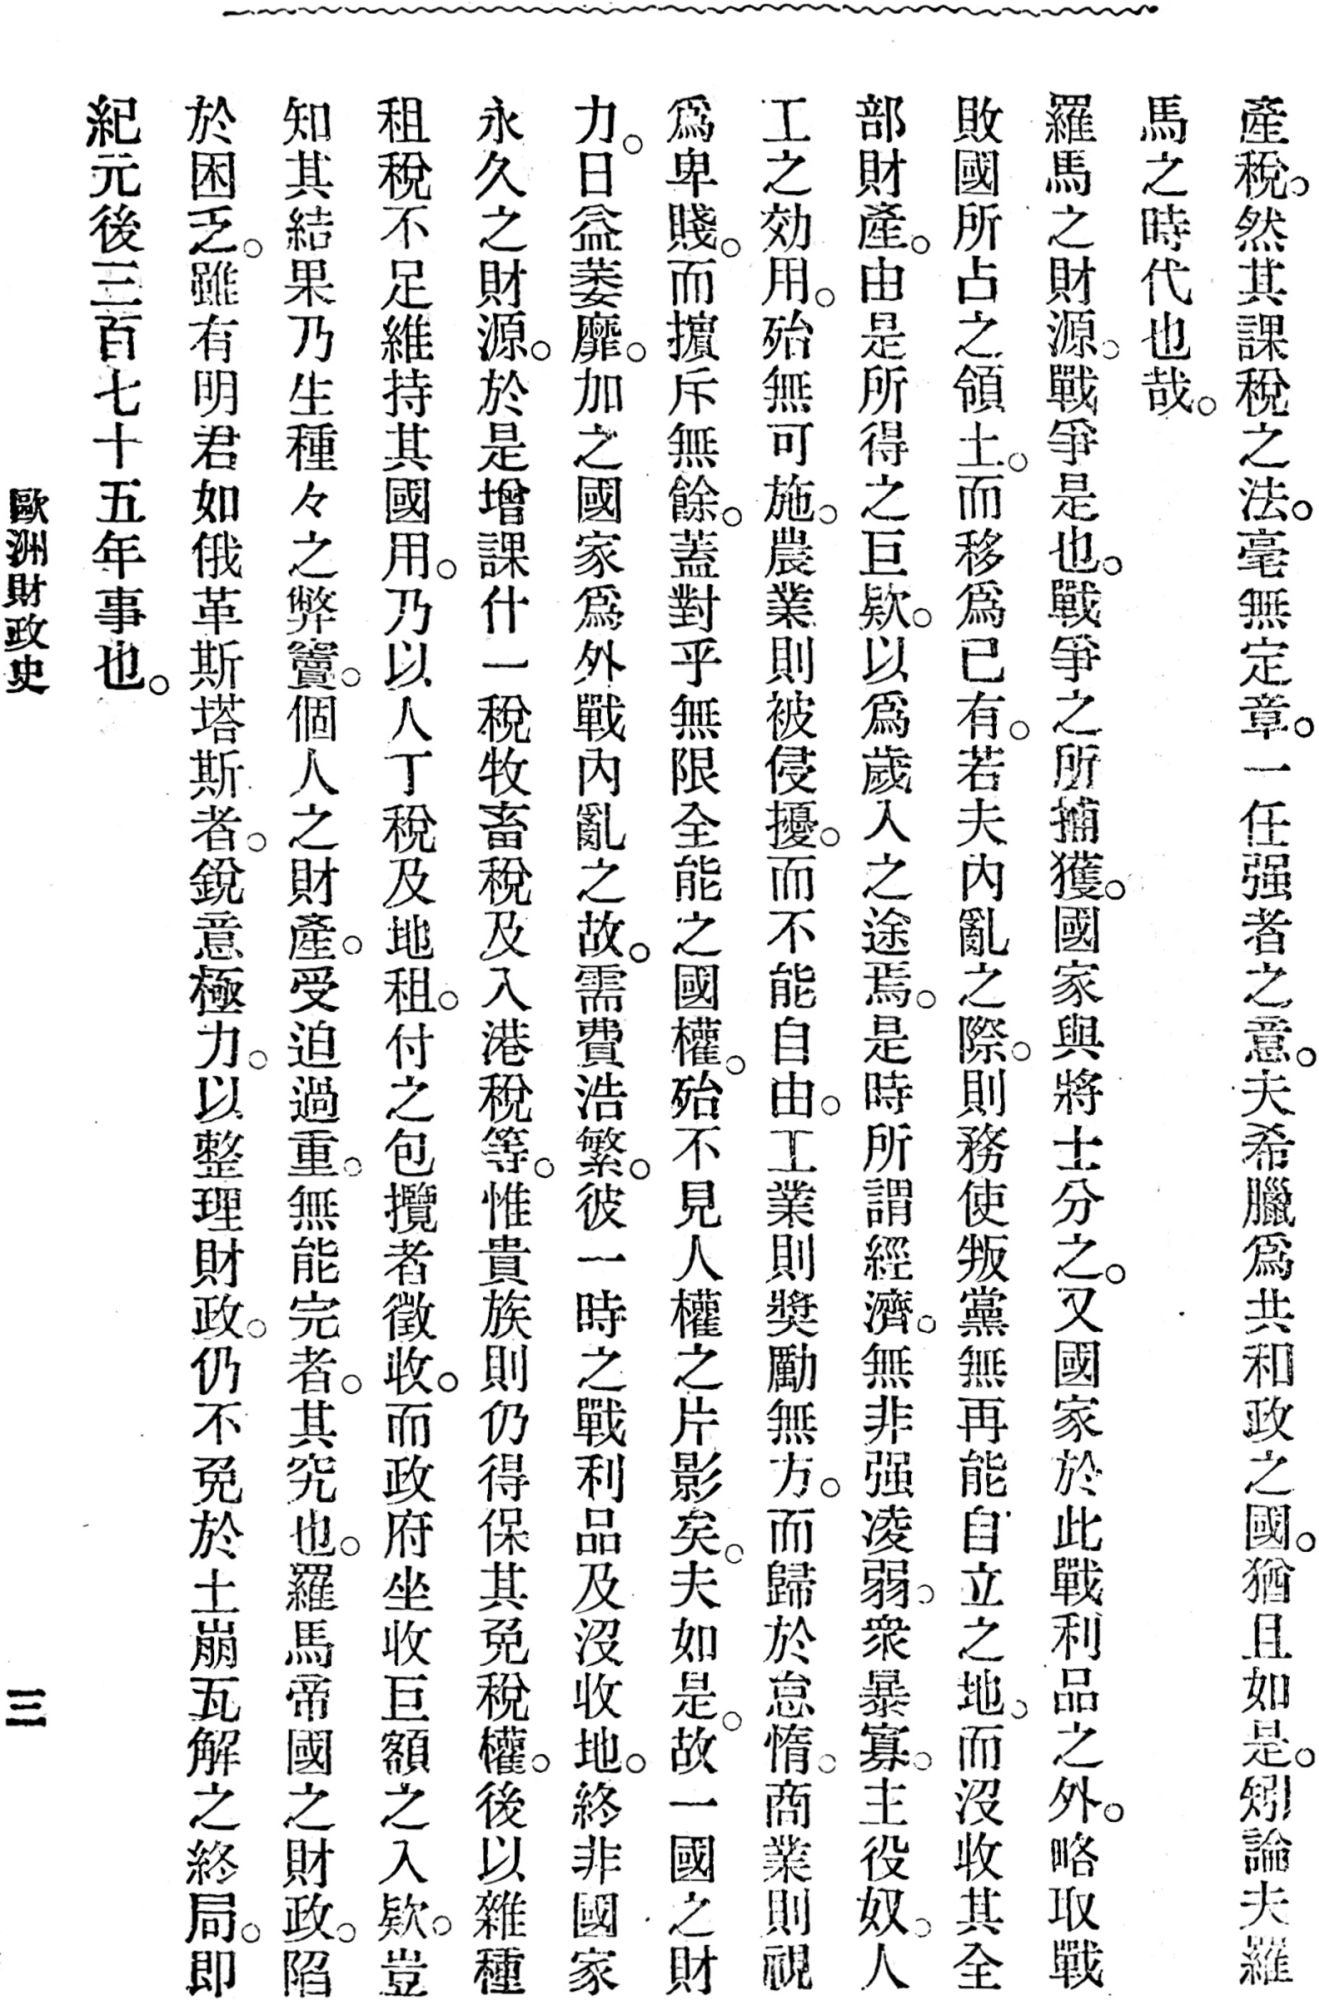 產稅。然其課稅之法。毫無定章。一任强者之意。夫希臘爲共和政之國。猶且如是。矧論夫羅
馬之時代也哉。
羅馬之財源。戰爭是也。戰爭之所捕獲。國家與將士分之。又國家於此戰利品之外。略取戰
敗國所占之領土。而移爲已有。若夫內亂之際。則務使叛黨無再能自立之地。而沒收其全
部財產。由是所得之巨欵。以爲歲入之途焉。是時所謂經濟。無非强凌弱。衆暴寡。主役奴。人
工之効用。殆無可施。農業則被侵擾。而不能自由。工業則獎勵無方。而歸於怠惰。商業則視
爲卑賤。而擯斥無餘。蓋對乎無限全能之國權。殆不見人權之片影矣。夫如是。故一國之財
力。日益萎靡。加之國家爲外戰內亂之故。需費浩繁。彼一時之戰利品及沒收地。終非國家
永久之財源。於是增課什一稅牧畜稅及入港稅等。惟貴族則仍得保其免稅權。後以雜種
租稅不足維持其國用。乃以人丁稅及地租。付之包攬者徵收。而政府坐收巨額之入欵。豈
知其結果乃生種々之弊竇。個人之財產。受迫過重。無能完者。其究也。羅馬帝國之財政。陷
於困乏。雖有明君如俄革斯塔斯者。銳意極力。以整理財政。仍不免於土崩瓦解之終局。即
紀元後三百七十五年事也。
歐洲財政史
三